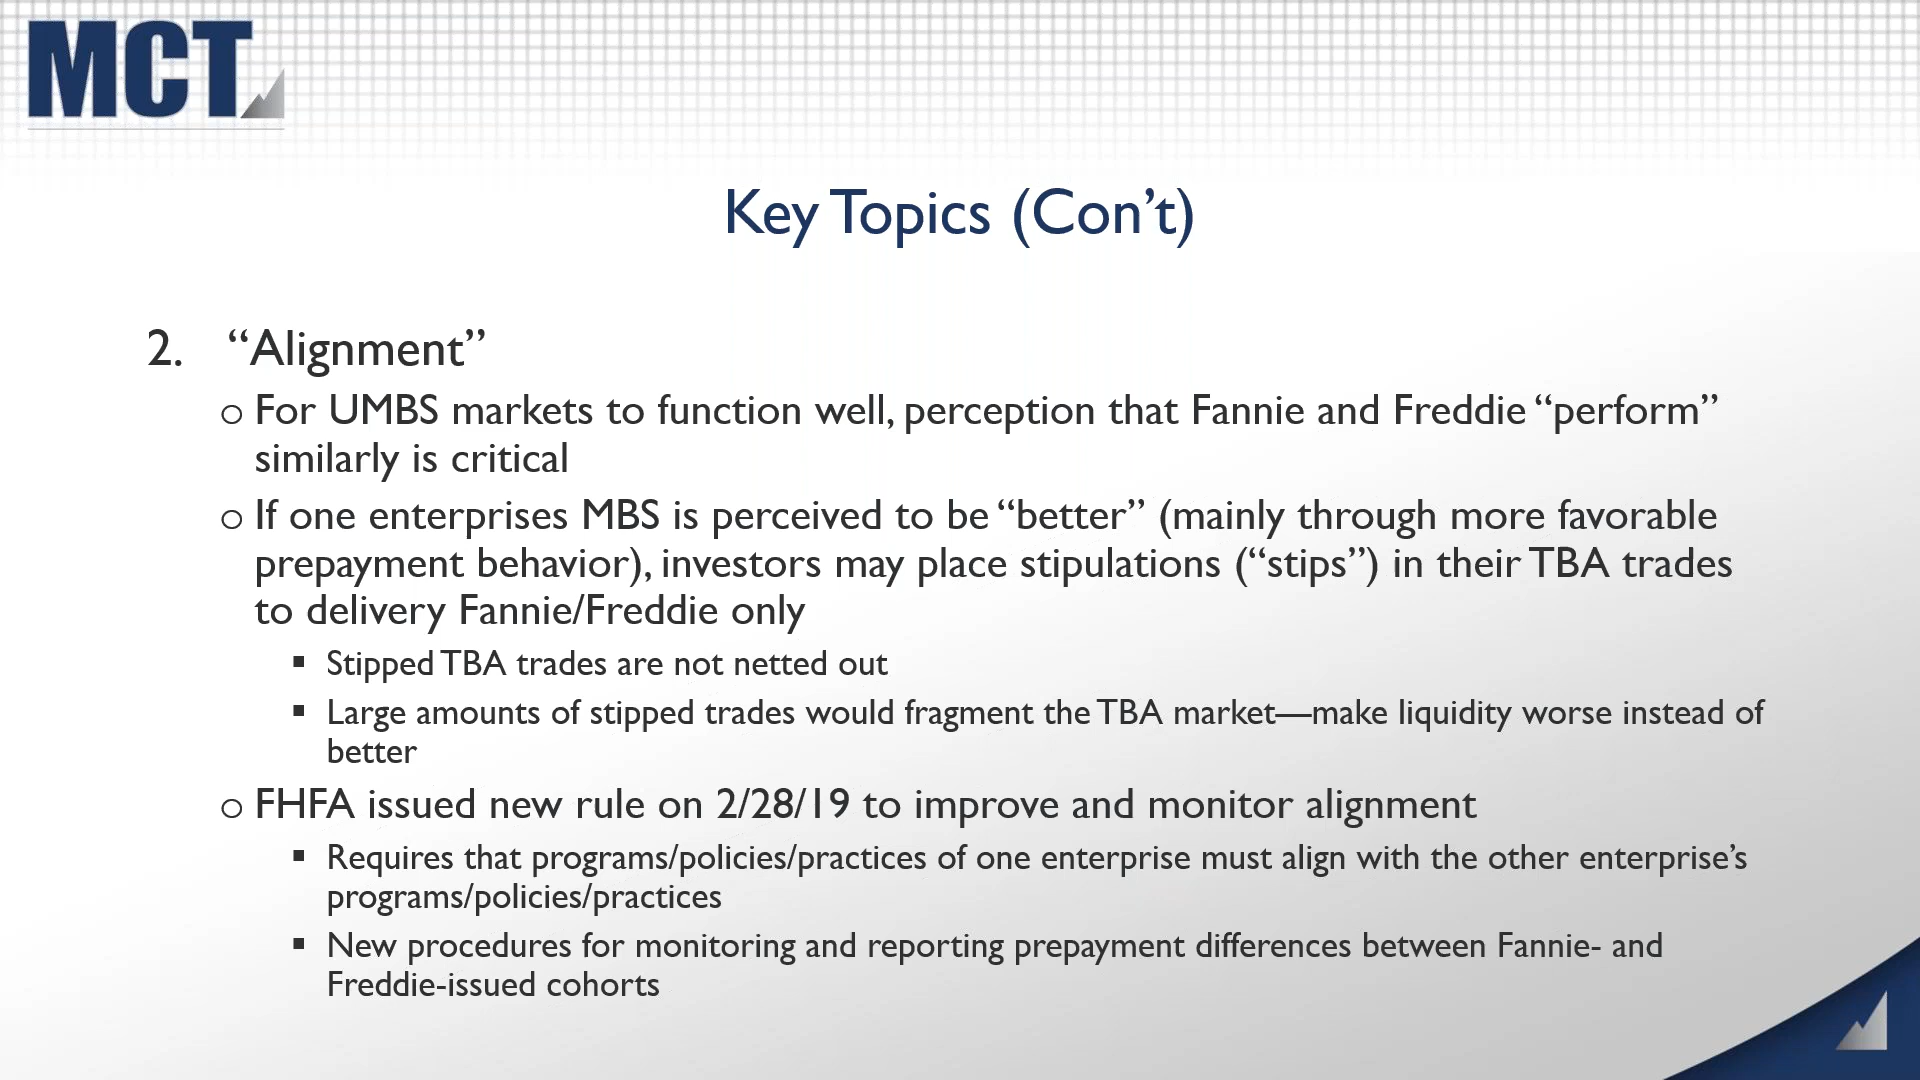 MCT
Key Topics (Con’t)
2. “Alignment”
o For UMBS markets to function well, perception that Fannie and Freddie “perform”
similarly is critical
o If one enterprises MBS is perceived to be “better” (mainly through more favorable
prepayment behavior), investors may place stipulations (“stips”) in their TBA trades
to delivery Fannie/Freddie only
▪ Stipped TBA trades are not netted out
▪ Large amounts of stipped trades would fragment the TBA market—make liquidity worse instead of
better
o FHFA issued new rule on 2/28/19 to improve and monitor alignment
▪ Requires that programs/policies/practices of one enterprise must align with the other enterprise’s
programs/policies/practices
▪ New procedures for monitoring and reporting prepayment differences between Fannie- and
Freddie-issued cohorts